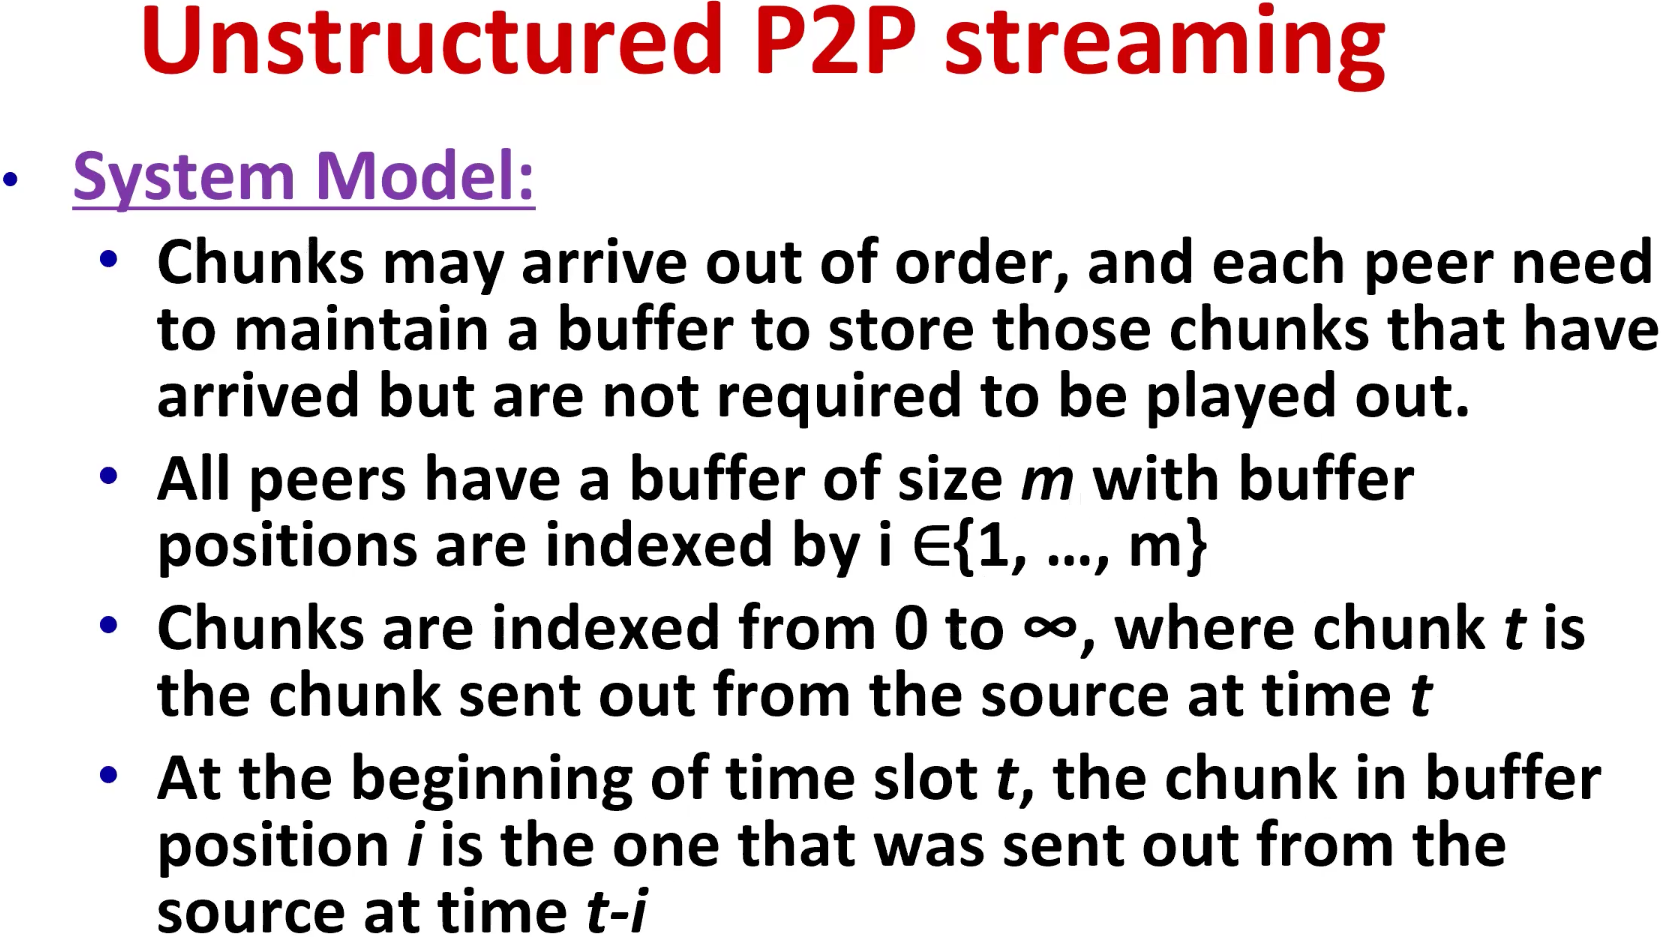 Unstructured P2P streaming
• System Model:
• Chunks may arrive out of order, and each peer need
to maintain a buffer to store those chunks that have
arrived but are not required to be played out.
• All peers have a buffer of size m with buffer
positions are indexed by i ∈{1, ..., m}
• Chunks are indexed from 0 to ∞, where chunk t is
the chunk sent out from the source at time t
• At the beginning of time slot t, the chunk in buffer
position i is the one that was sent out from the
source at time t-i